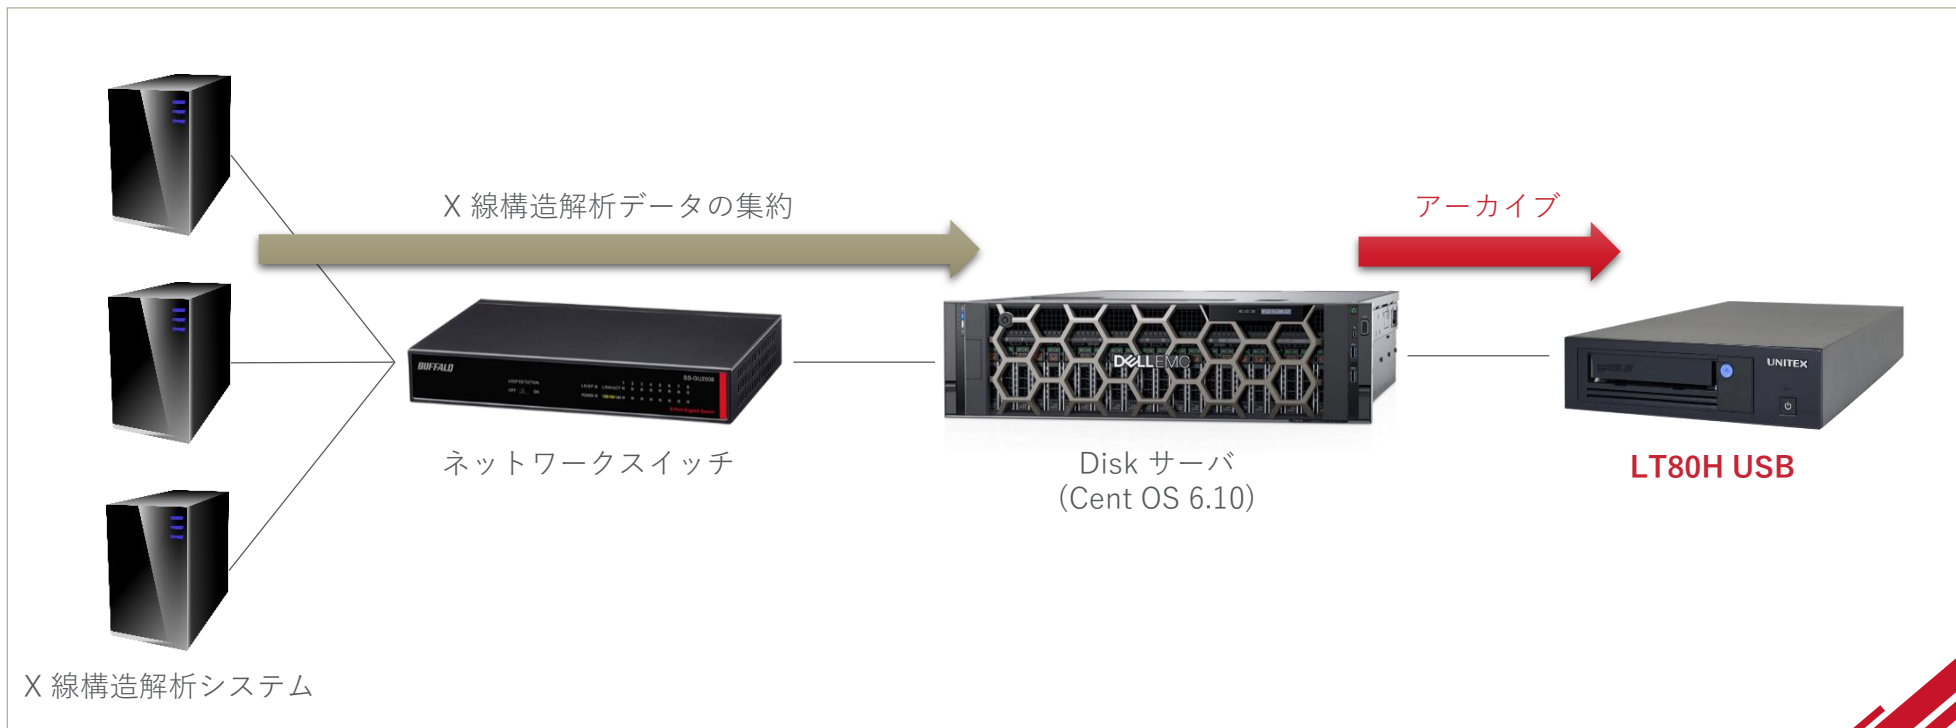 X 線構造解析データの集約
アーカイブ
BUFFALO
BS-GU2008
DELLEMC
UNITEX
ネットワークスイッチ
Disk サーバ
(Cent OS 6.10)
LT80H USB
X 線構造解析システム